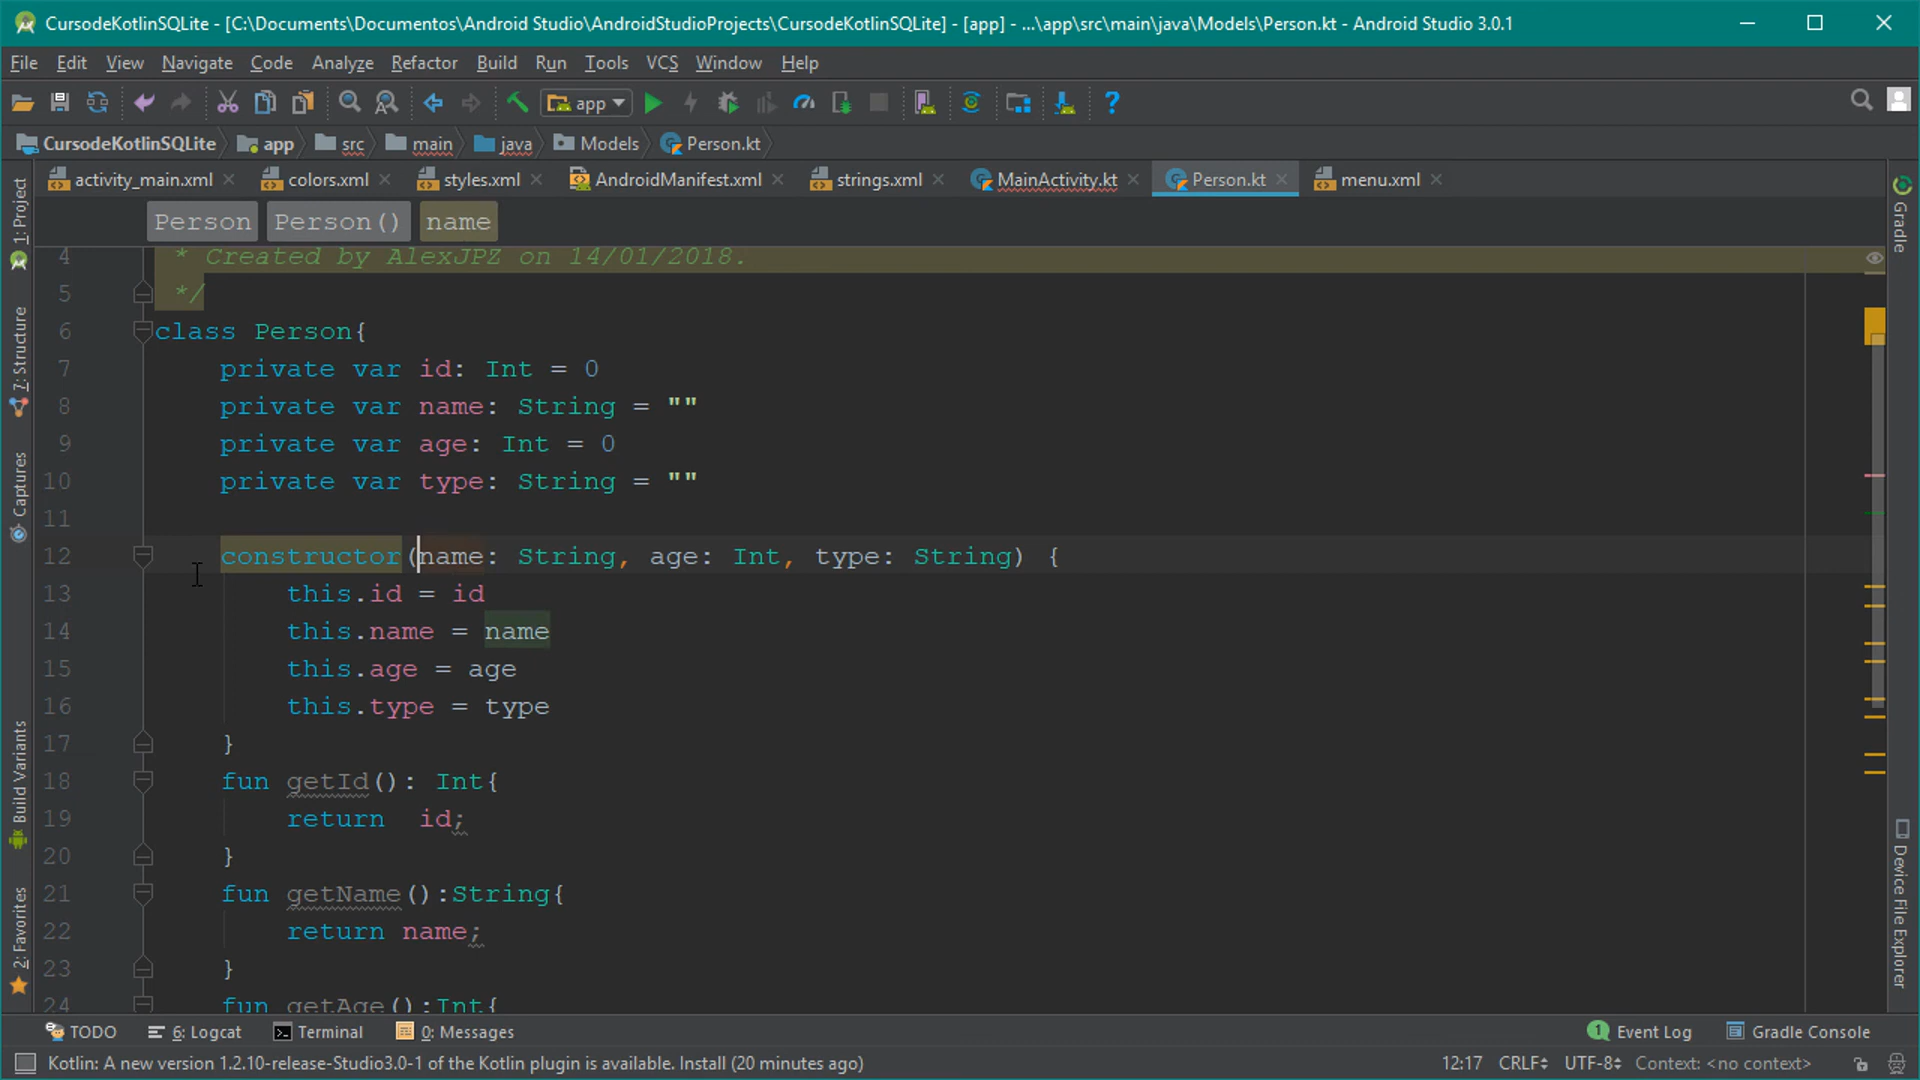 CursodeKotlinSQLite - [C:\Documents\Documentos\Android Studio\AndroidStudioProjects\CursodeKotlinSQLite] - [app] - ...\app\src\main\java\Models\Person.kt - Android Studio 3.0.1
File Edit View Navigate Code Analyze Refactor Build Run Tools VCS Window Help
app
CursodeKotlinSQLite app src main java Models Person.kt
activity_main.xml colors.xml styles.xml AndroidManifest.xml strings.xml MainActivity.kt Person.kt menu.xml
Person Person() name
4 * Created by AlexJPZ on 14/01/2018.
5 */
6 class Person{
7 private var id: Int = 0
8 private var name: String = ""
9 private var age: Int = 0
10 private var type: String = ""
11
12 constructor(name: String, age: Int, type: String) {
13 this.id = id
14 this.name = name
15 this.age = age
16 this.type = type
17 }
18 fun getId(): Int{
19 return  id;
20 }
21 fun getName():String{
22 return name;
23 }
24 fun getAge():Int{
1: Project
7: Structure
Captures
Build Variants
2: Favorites
Gradle
Device File Explorer
TODO 6: Logcat Terminal 0: Messages 1 Event Log Gradle Console
Kotlin: A new version 1.2.10-release-Studio3.0-1 of the Kotlin plugin is available. Install (20 minutes ago) 12:17 CRLF UTF-8 Context: <no context>